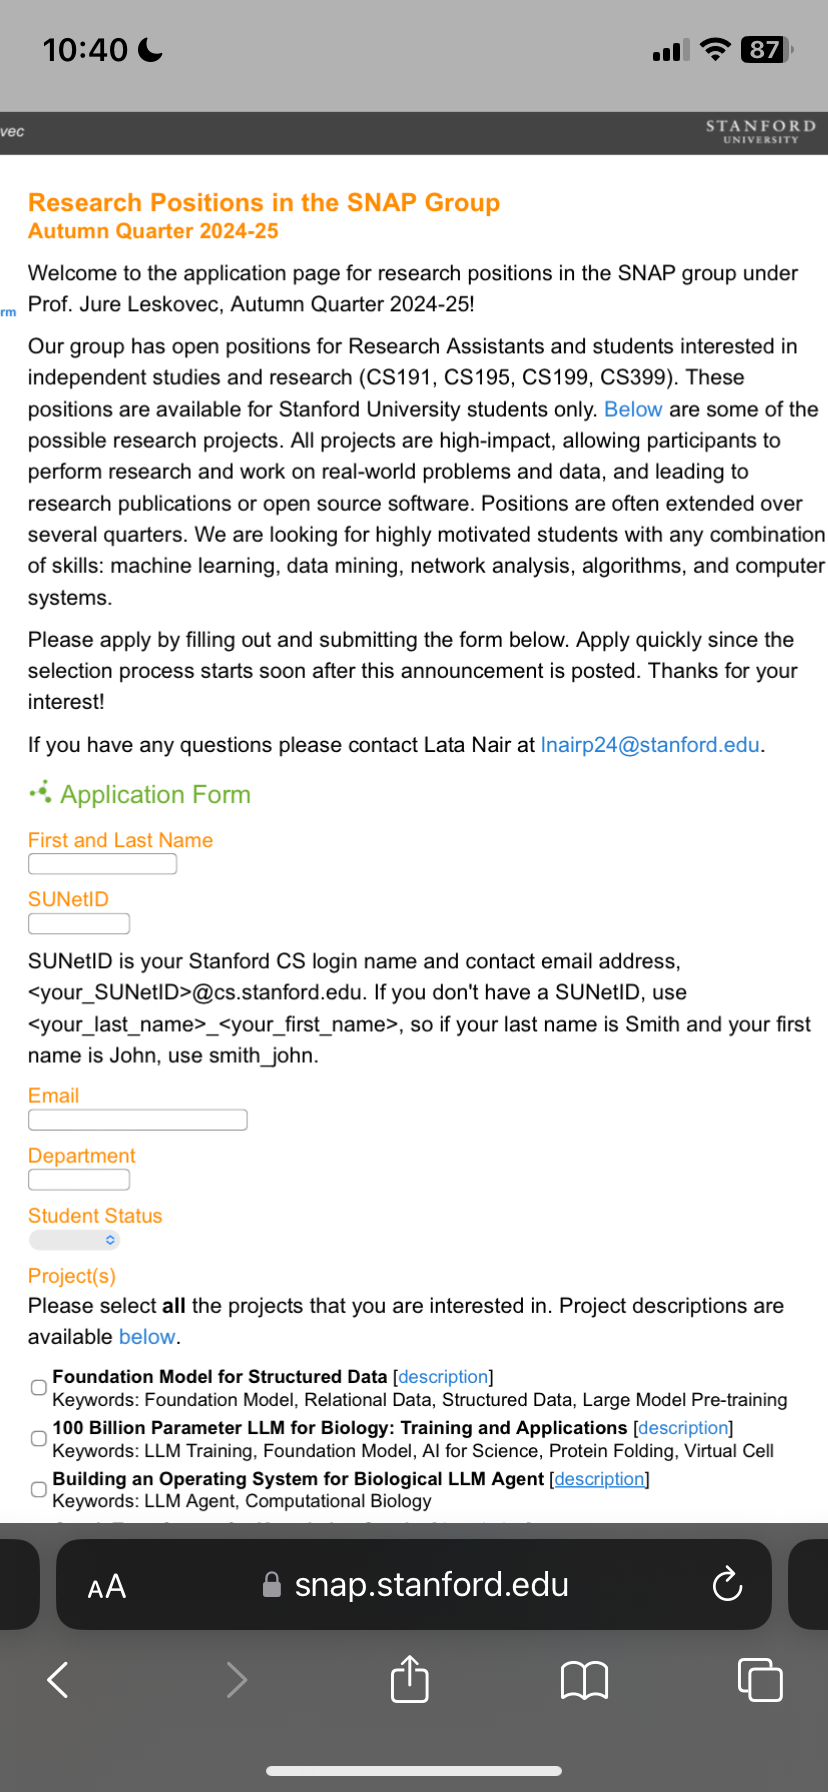 10:40
87
vec
STANFORD
UNIVERSITY
Research Positions in the SNAP Group
Autumn Quarter 2024-25
Welcome to the application page for research positions in the SNAP group under
rm
Prof. Jure Leskovec, Autumn Quarter 2024-25!
Our group has open positions for Research Assistants and students interested in
independent studies and research (CS191, CS195, CS199, CS399). These
positions are available for Stanford University students only. Below are some of the
possible research projects. All projects are high-impact, allowing participants to
perform research and work on real-world problems and data, and leading to
research publications or open source software. Positions are often extended over
several quarters. We are looking for highly motivated students with any combination
of skills: machine learning, data mining, network analysis, algorithms, and computer
systems.
Please apply by filling out and submitting the form below. Apply quickly since the
selection process starts soon after this announcement is posted. Thanks for your
interest!
If you have any questions please contact Lata Nair at lnairp24@stanford.edu.
Application Form
First and Last Name
SUNetID
SUNetID is your Stanford CS login name and contact email address,
<your_SUNetID>@cs.stanford.edu. If you don't have a SUNetID, use
<your_last_name>_<your_first_name>, so if your last name is Smith and your first
name is John, use smith_john.
Email
Department
Student Status
Project(s)
Please select all the projects that you are interested in. Project descriptions are
available below.
Foundation Model for Structured Data [description]
Keywords: Foundation Model, Relational Data, Structured Data, Large Model Pre-training
100 Billion Parameter LLM for Biology: Training and Applications [description]
Keywords: LLM Training, Foundation Model, AI for Science, Protein Folding, Virtual Cell
Building an Operating System for Biological LLM Agent [description]
Keywords: LLM Agent, Computational Biology
AA
snap.stanford.edu